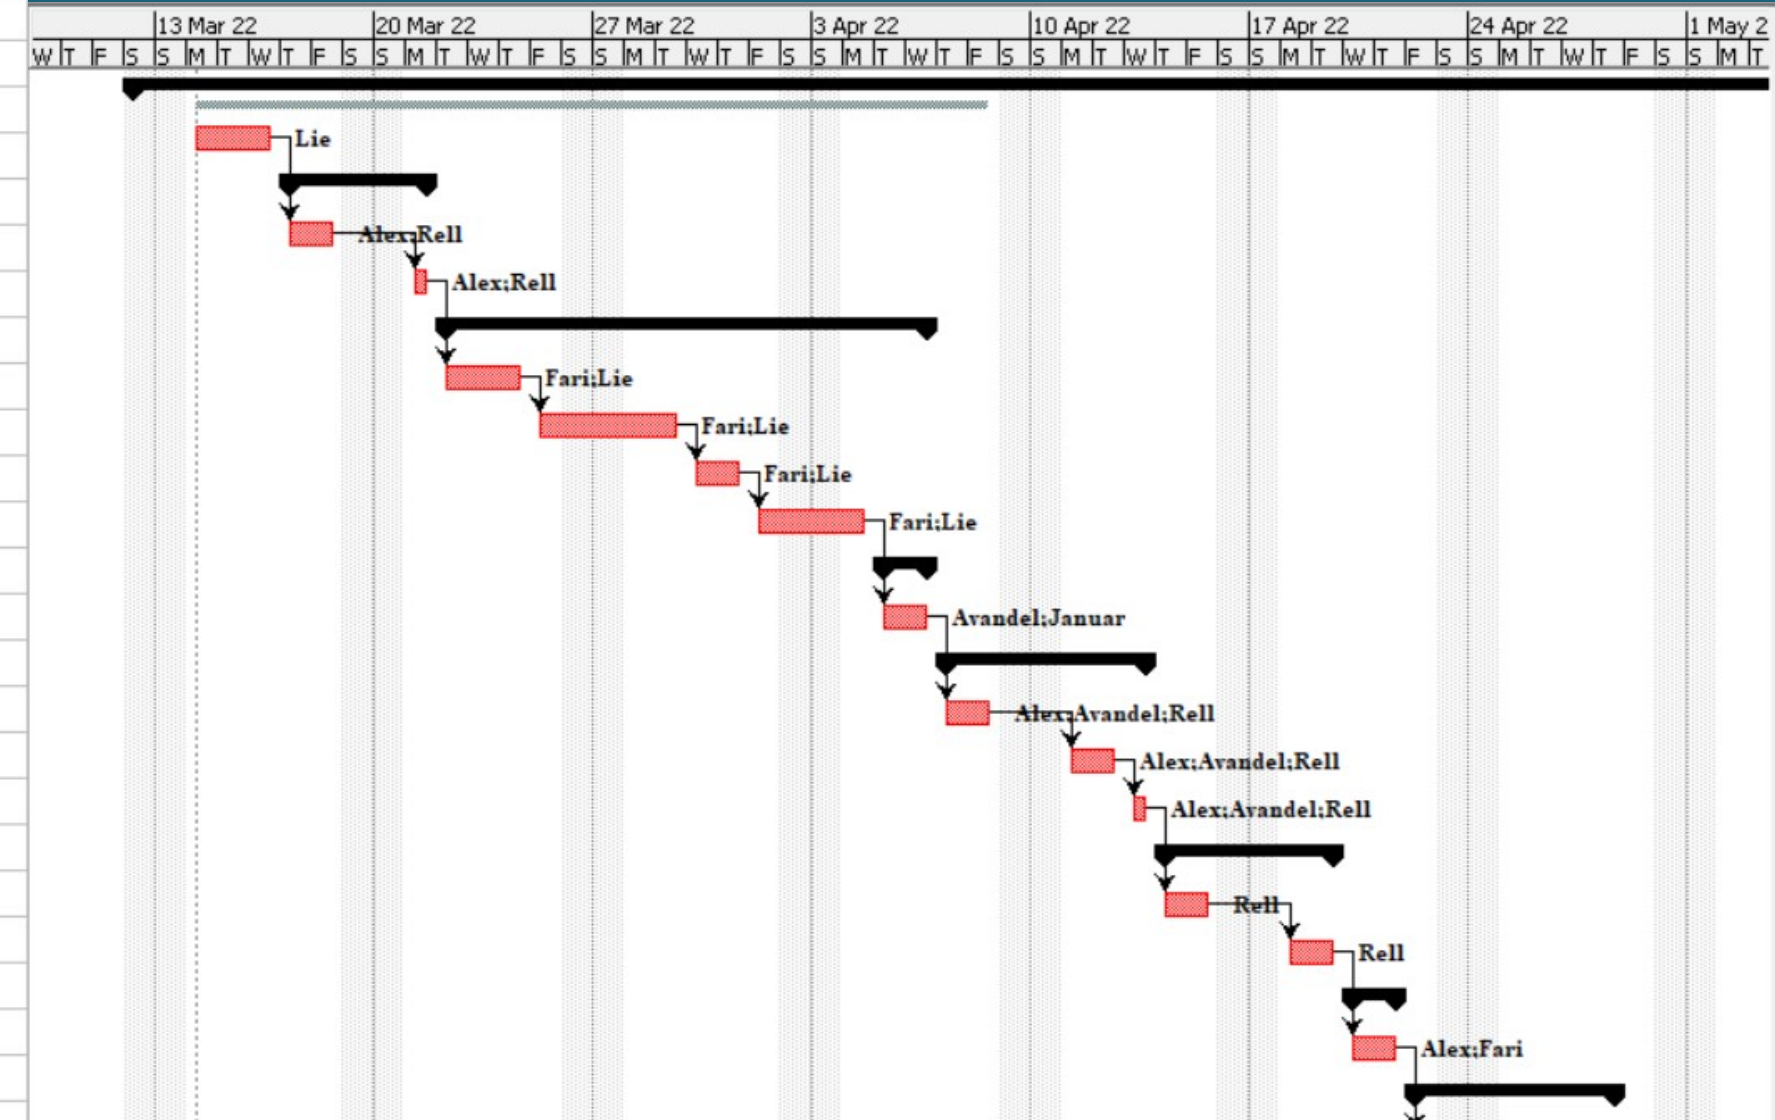 13 Mar 22 20 Mar 22 27 Mar 22 3 Apr 22 10 Apr 22 17 Apr 22 24 Apr 22 1 May 2
W T F S S M T W T F S S M T W T F S S M T W T F S S M T W T F S S M T W T F S S M T W T F S S M T W T F S S M T
Lie
Alex;Rell
Alex;Rell
Fari;Lie
Fari;Lie
Fari;Lie
Fari;Lie
Avandel;Januar
Alex;Avandel;Rell
Alex;Avandel;Rell
Alex;Avandel;Rell
Rell
Rell
Alex;Fari